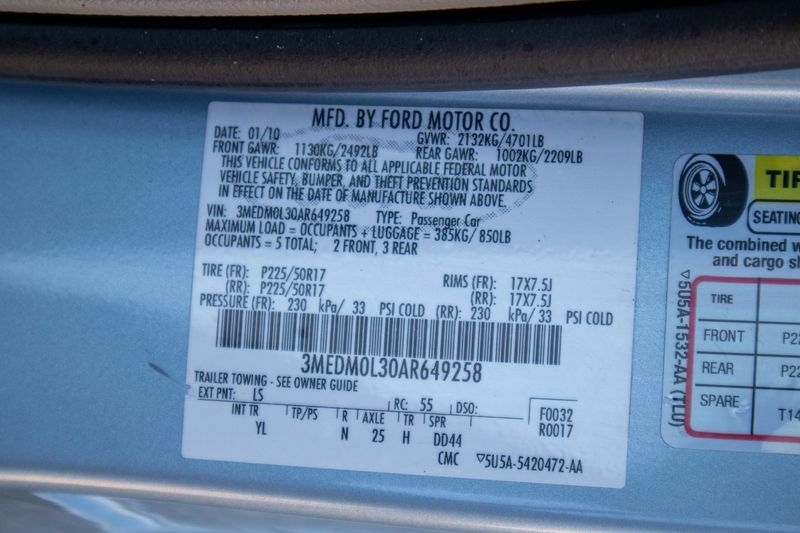 MFD. BY FORD MOTOR CO.
DATE: 01/10 GVWR: 2132KG/4701LB
FRONT GAWR: 1130KG/2492LB REAR GAWR: 1002KG/2209LB
THIS VEHICLE CONFORMS TO ALL APPLICABLE FEDERAL MOTOR
VEHICLE SAFETY, BUMPER, AND THEFT PREVENTION STANDARDS
IN EFFECT ON THE DATE OF MANUFACTURE SHOWN ABOVE.
VIN: 3MEDM0L30AR649258 TYPE: Passenger Car
MAXIMUM LOAD = OCCUPANTS + LUGGAGE = 385KG/ 850LB
OCCUPANTS = 5 TOTAL; 2 FRONT, 3 REAR
TIRE (FR): P225/50R17 RIMS (FR): 17X7.5J
(RR): P225/50R17 (RR): 17X7.5J
PRESSURE (FR): 230 kPa/ 33 PSI COLD (RR): 230 kPa/33 PSI COLD
3MEDM0L30AR649258
TRAILER TOWING - SEE OWNER GUIDE
EXT PNT: LS RC: 55 DSO: F0032
INT TR TP/PS R AXLE TR SPR R0017
YL N 25 H DD44
CMC ▽5U5A-5420472-AA
TIR
SEATING
The combined w
and cargo sh
TIRE
FRONT P22
REAR P22
SPARE T14
▽5U5A-1532-AA (TL0)